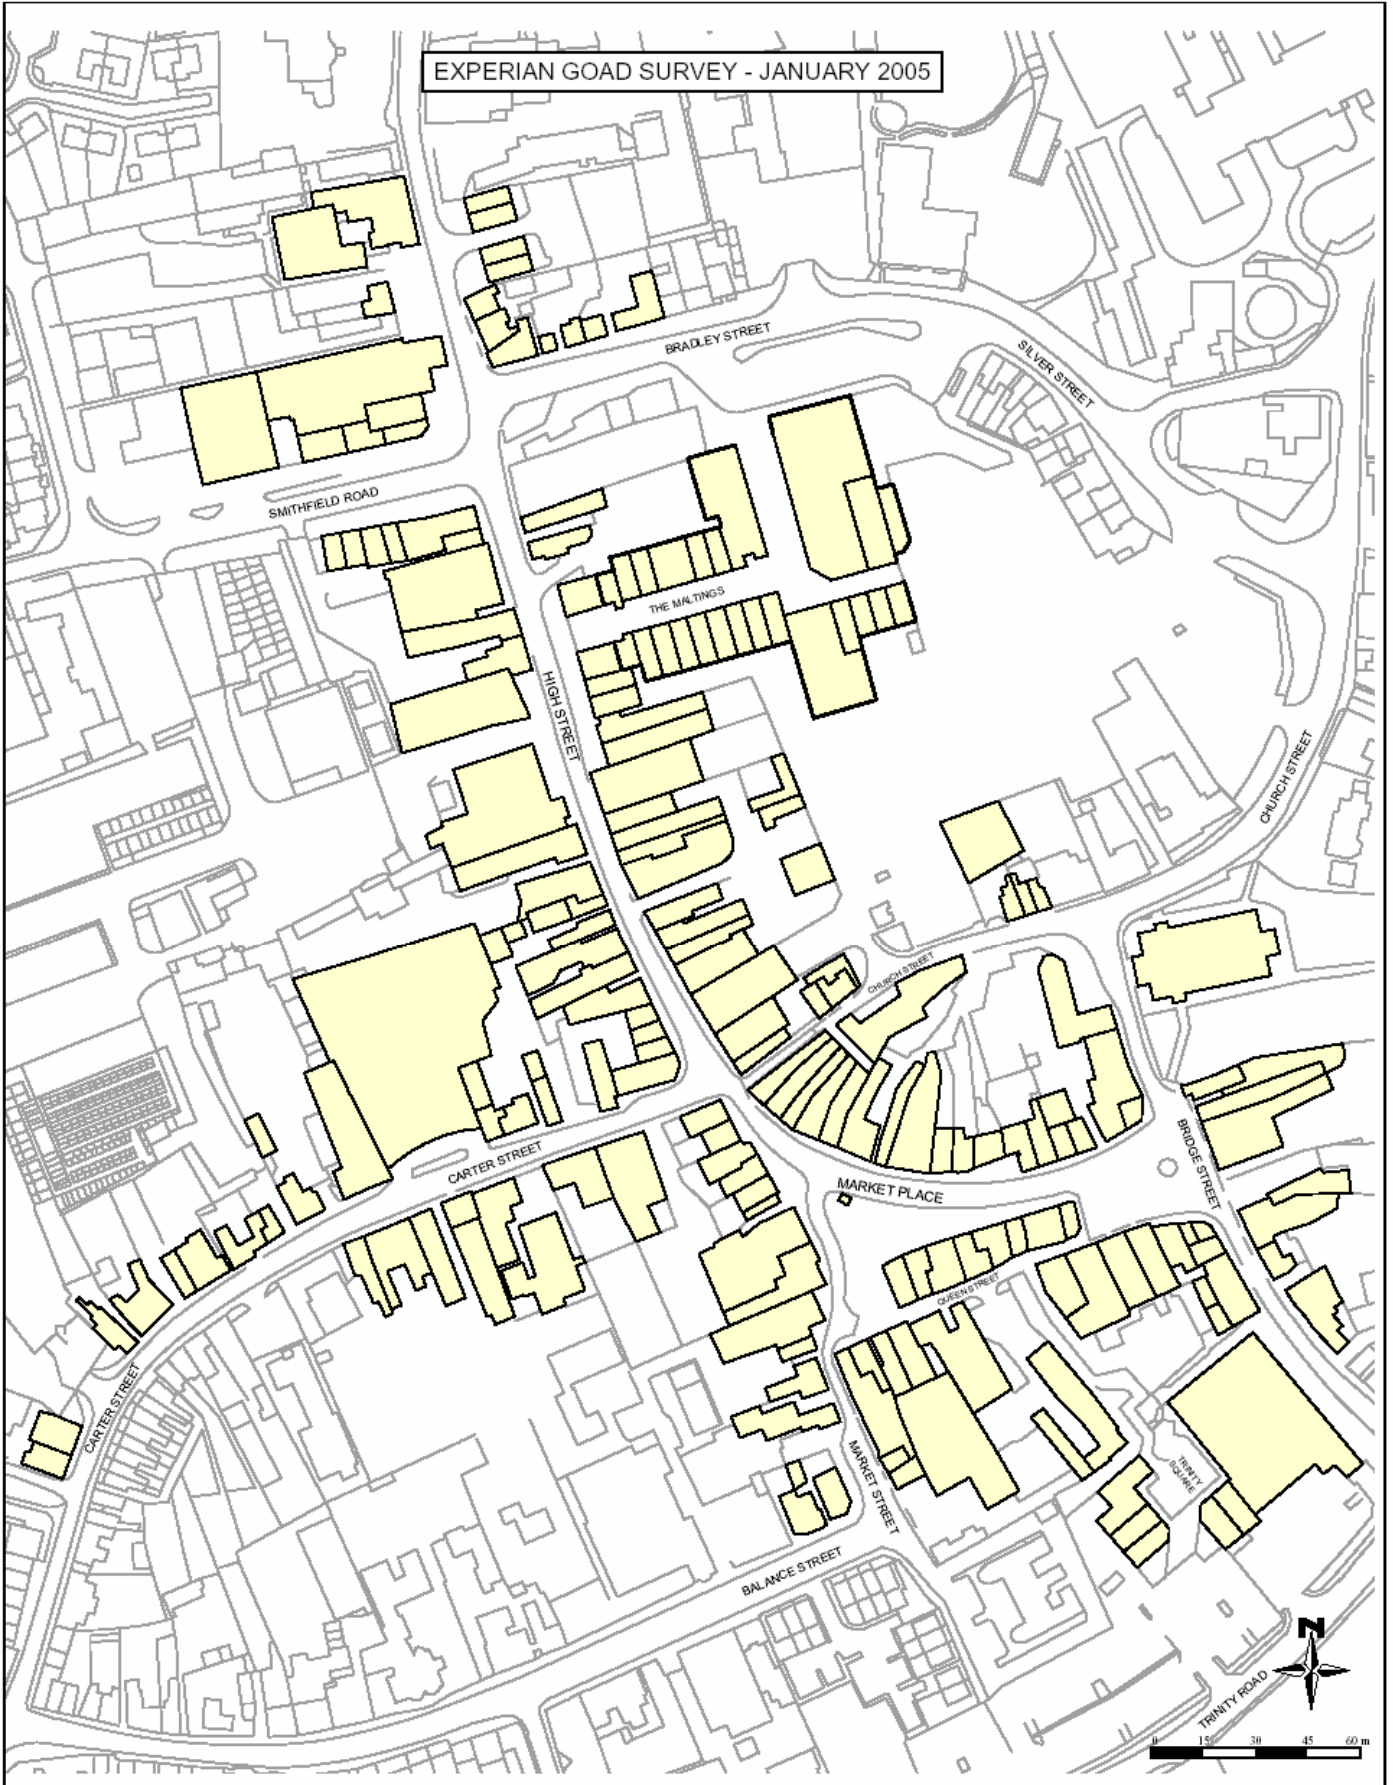 EXPERIAN GOAD SURVEY - JANUARY 2005
BRADLEY STREET
SILVER STREET
SMITHFIELD ROAD
THE MALTINGS
HIGH STREET
CHURCH STREET
CHURCH STREET
CARTER STREET
BRIDGE STREET
MARKET PLACE
QUEEN STREET
CARTER STREET
MARKET STREET
TRINITY
SQUARE
BALANCE STREET
N
TRINITY ROAD
0 15 30 45 60 m